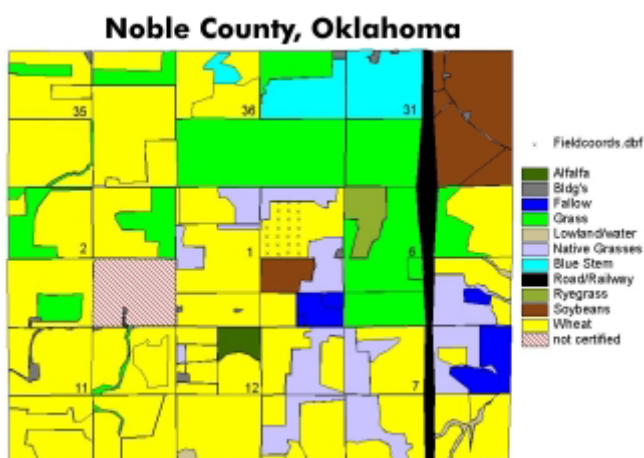 Noble County, Oklahoma
35
36
31
2
1
6
11
12
7
Fieldcoords.dbf
Alfalfa
Bldg's
Fallow
Grass
Lowland/water
Native Grasses
Blue Stem
Road/Railway
Ryegrass
Soybeans
Wheat
not certified